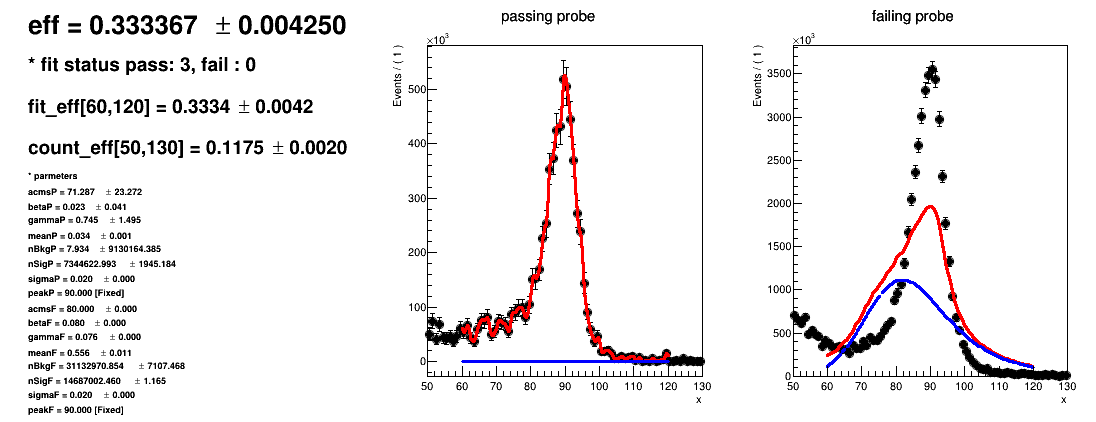 eff = 0.333367 ± 0.004250
* fit status pass: 3, fail : 0
fit_eff[60,120] = 0.3334 ± 0.0042
count_eff[50,130] = 0.1175 ± 0.0020
* parmeters
acmsP = 71.287 ± 23.272
betaP = 0.023 ± 0.041
gammaP = 0.745 ± 1.495
meanP = 0.034 ± 0.001
nBkgP = 7.934 ± 9130164.385
nSigP = 7344622.993 ± 1945.184
sigmaP = 0.020 ± 0.000
peakP = 90.000 [Fixed]
acmsF = 80.000 ± 0.000
betaF = 0.080 ± 0.000
gammaF = 0.076 ± 0.000
meanF = 0.556 ± 0.011
nBkgF = 31132970.854 ± 7107.468
nSigF = 14687002.460 ± 1.165
sigmaF = 0.020 ± 0.000
peakF = 90.000 [Fixed]
passing probe
×10³
Events / ( 1 )
500
400
300
200
100
0
50 60 70 80 90 100 110 120 130
x
failing probe
×10³
Events / ( 1 )
3500
3000
2500
2000
1500
1000
500
0
50 60 70 80 90 100 110 120 130
x